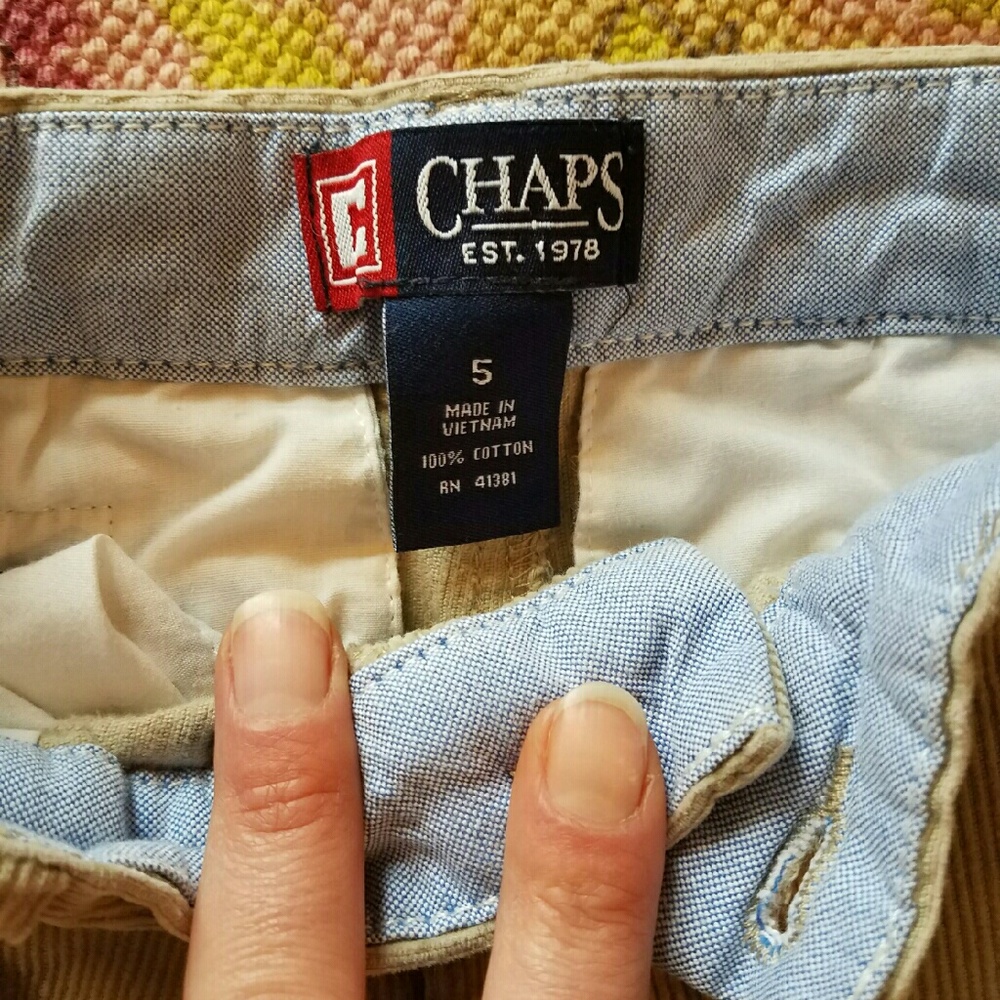 C
CHAPS
EST. 1978
5
MADE IN
VIETNAM
100% COTTON
RN 41381